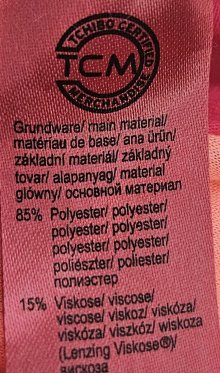 TCHIBO CERTIFIED
TCM
MERCHANDISE
Grundware/ main material/
matériau de base/ ana ürün/
základní materiál/ základný
tovar/ alapanyag/ materiał
główny/ основной материал
85% Polyester/ polyester/
polyester/ polyester/
polyester/ polyester/
poliészter/ poliester/
полиэстер
15% Viskose/ viscose/
viscose/ viskoz/ viskóza/
viskóza/ viszkóz/ wiskoza
(Lenzing Viskose®)/
вискоза